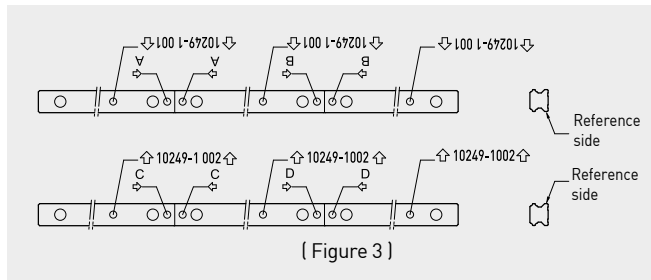 ⇩10249-1 001⇩ ⇩10249-1 001⇩ ⇩10249-1 001⇩
A A B B
Reference
side
⇧10249-1 002⇧ ⇧10249-1002⇧ ⇧10249-1002⇧
C C D D
Reference
side
( Figure 3 )